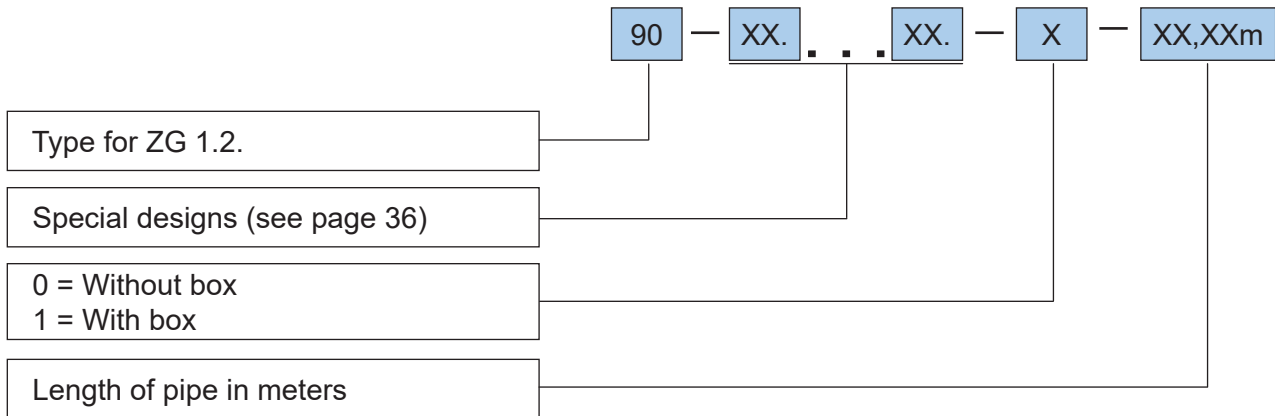 90 — XX. . . . XX. — X — XX,XXm
Type for ZG 1.2.
Special designs (see page 36)
0 = Without box
1 = With box
Length of pipe in meters